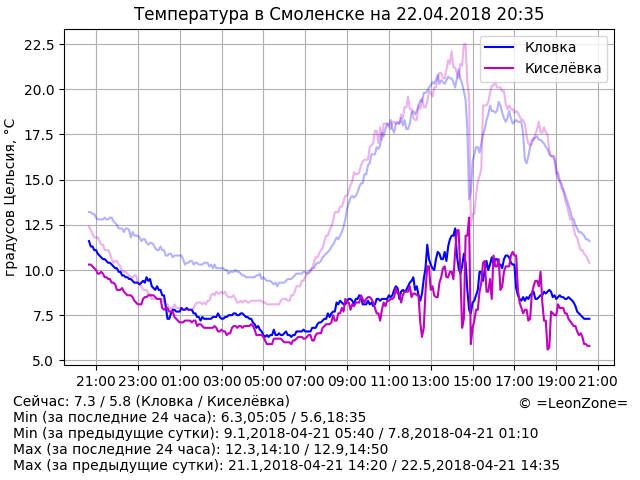 Температура в Смоленске на 22.04.2018 20:35
градусов Цельсия, °C
22.5
20.0
17.5
15.0
12.5
10.0
7.5
5.0
Кловка
Киселёвка
21:00 23:00 01:00 03:00 05:00 07:00 09:00 11:00 13:00 15:00 17:00 19:00 21:00
Сейчас: 7.3 / 5.8 (Кловка / Киселёвка)
© =LeonZone=
Min (за последние 24 часа): 6.3,05:05 / 5.6,18:35
Min (за предыдущие сутки): 9.1,2018-04-21 05:40 / 7.8,2018-04-21 01:10
Max (за последние 24 часа): 12.3,14:10 / 12.9,14:50
Max (за предыдущие сутки): 21.1,2018-04-21 14:20 / 22.5,2018-04-21 14:35